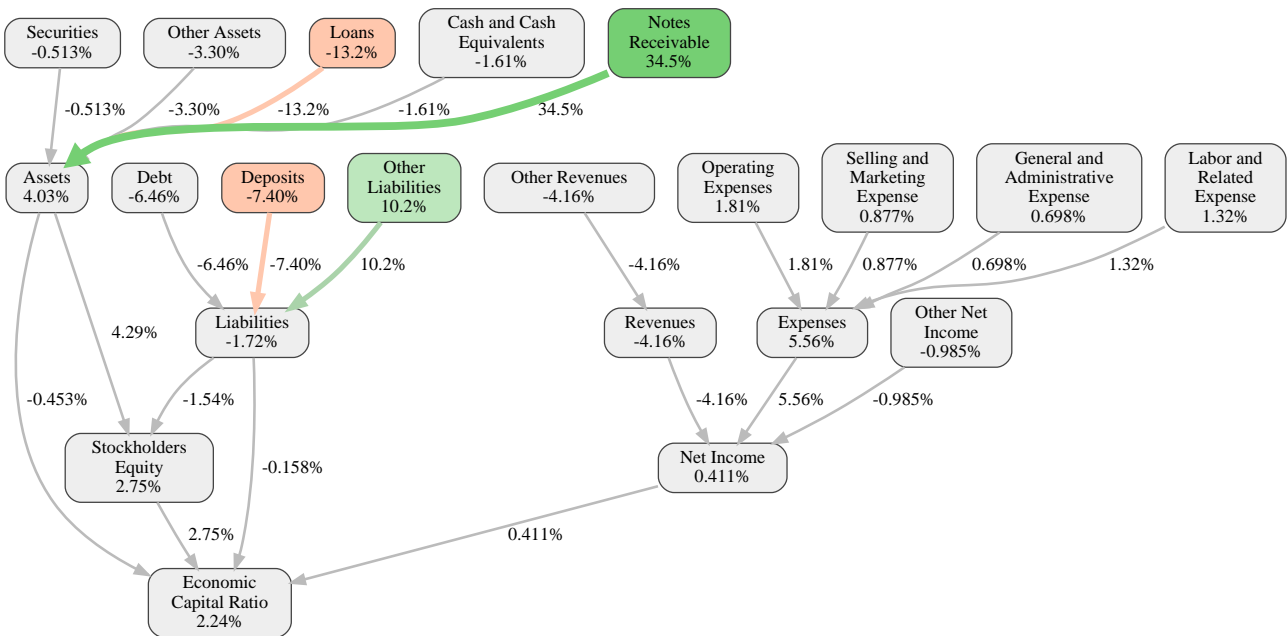 Securities
-0.513%
Other Assets
-3.30%
Loans
-13.2%
Cash and Cash
Equivalents
-1.61%
Notes
Receivable
34.5%
-0.513%
-3.30%
-13.2%
-1.61%
34.5%
Assets
4.03%
Debt
-6.46%
Deposits
-7.40%
Other
Liabilities
10.2%
Other Revenues
-4.16%
Operating
Expenses
1.81%
Selling and
Marketing
Expense
0.877%
General and
Administrative
Expense
0.698%
Labor and
Related
Expense
1.32%
-6.46%
-7.40%
10.2%
-4.16%
1.81%
0.877%
0.698%
1.32%
4.29%
Liabilities
-1.72%
Revenues
-4.16%
Expenses
5.56%
Other Net
Income
-0.985%
-0.453%
-1.54%
-4.16%
5.56%
-0.985%
Stockholders
Equity
2.75%
-0.158%
Net Income
0.411%
2.75%
0.411%
Economic
Capital Ratio
2.24%